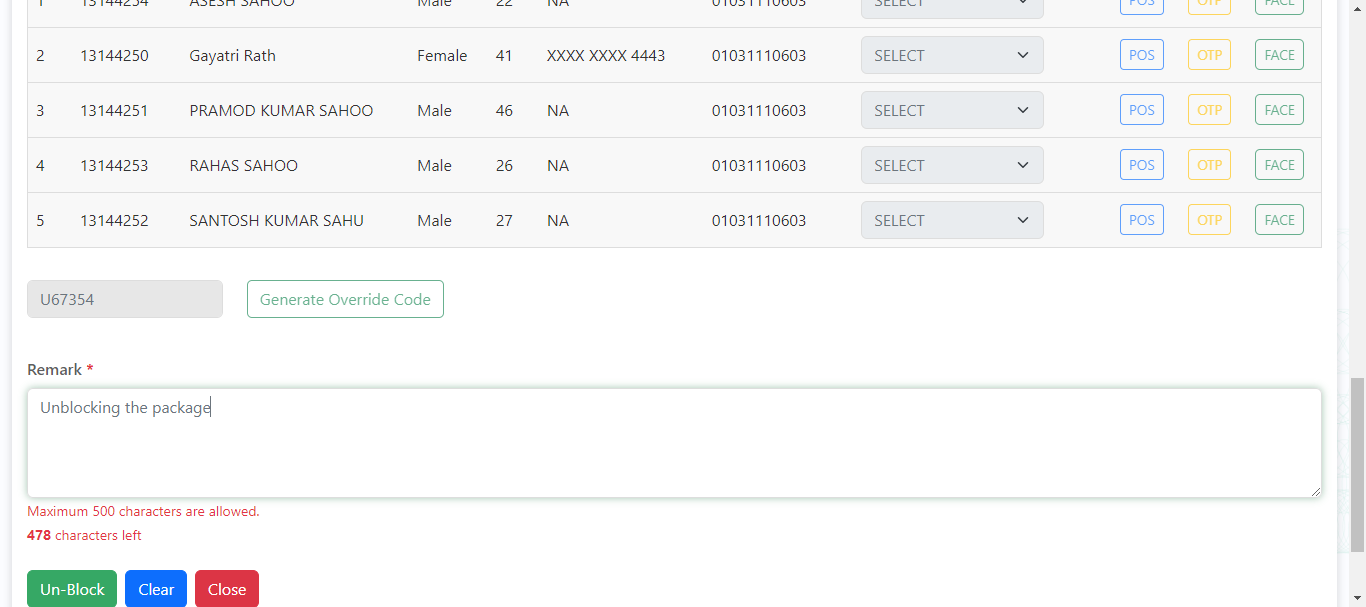 1 13144254 ASESH SAHOO Male 22 NA 01031110603 SELECT POS OTP FACE
2 13144250 Gayatri Rath Female 41 XXXX XXXX 4443 01031110603 SELECT POS OTP FACE
3 13144251 PRAMOD KUMAR SAHOO Male 46 NA 01031110603 SELECT POS OTP FACE
4 13144253 RAHAS SAHOO Male 26 NA 01031110603 SELECT POS OTP FACE
5 13144252 SANTOSH KUMAR SAHU Male 27 NA 01031110603 SELECT POS OTP FACE
U67354 Generate Override Code
Remark *
Unblocking the package
Maximum 500 characters are allowed.
478 characters left
Un-Block Clear Close